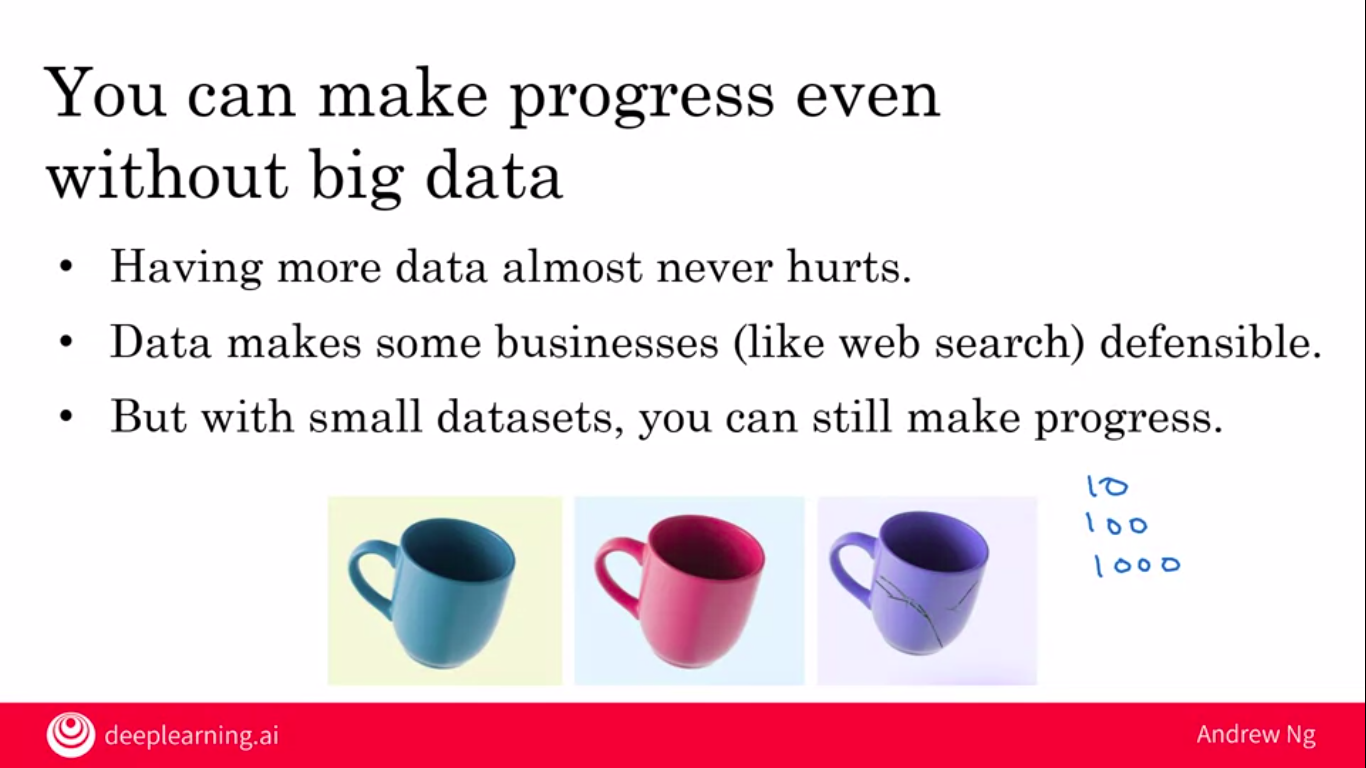 You can make progress even
without big data
• Having more data almost never hurts.
• Data makes some businesses (like web search) defensible.
• But with small datasets, you can still make progress.
10
100
1000
deeplearning.ai
Andrew Ng